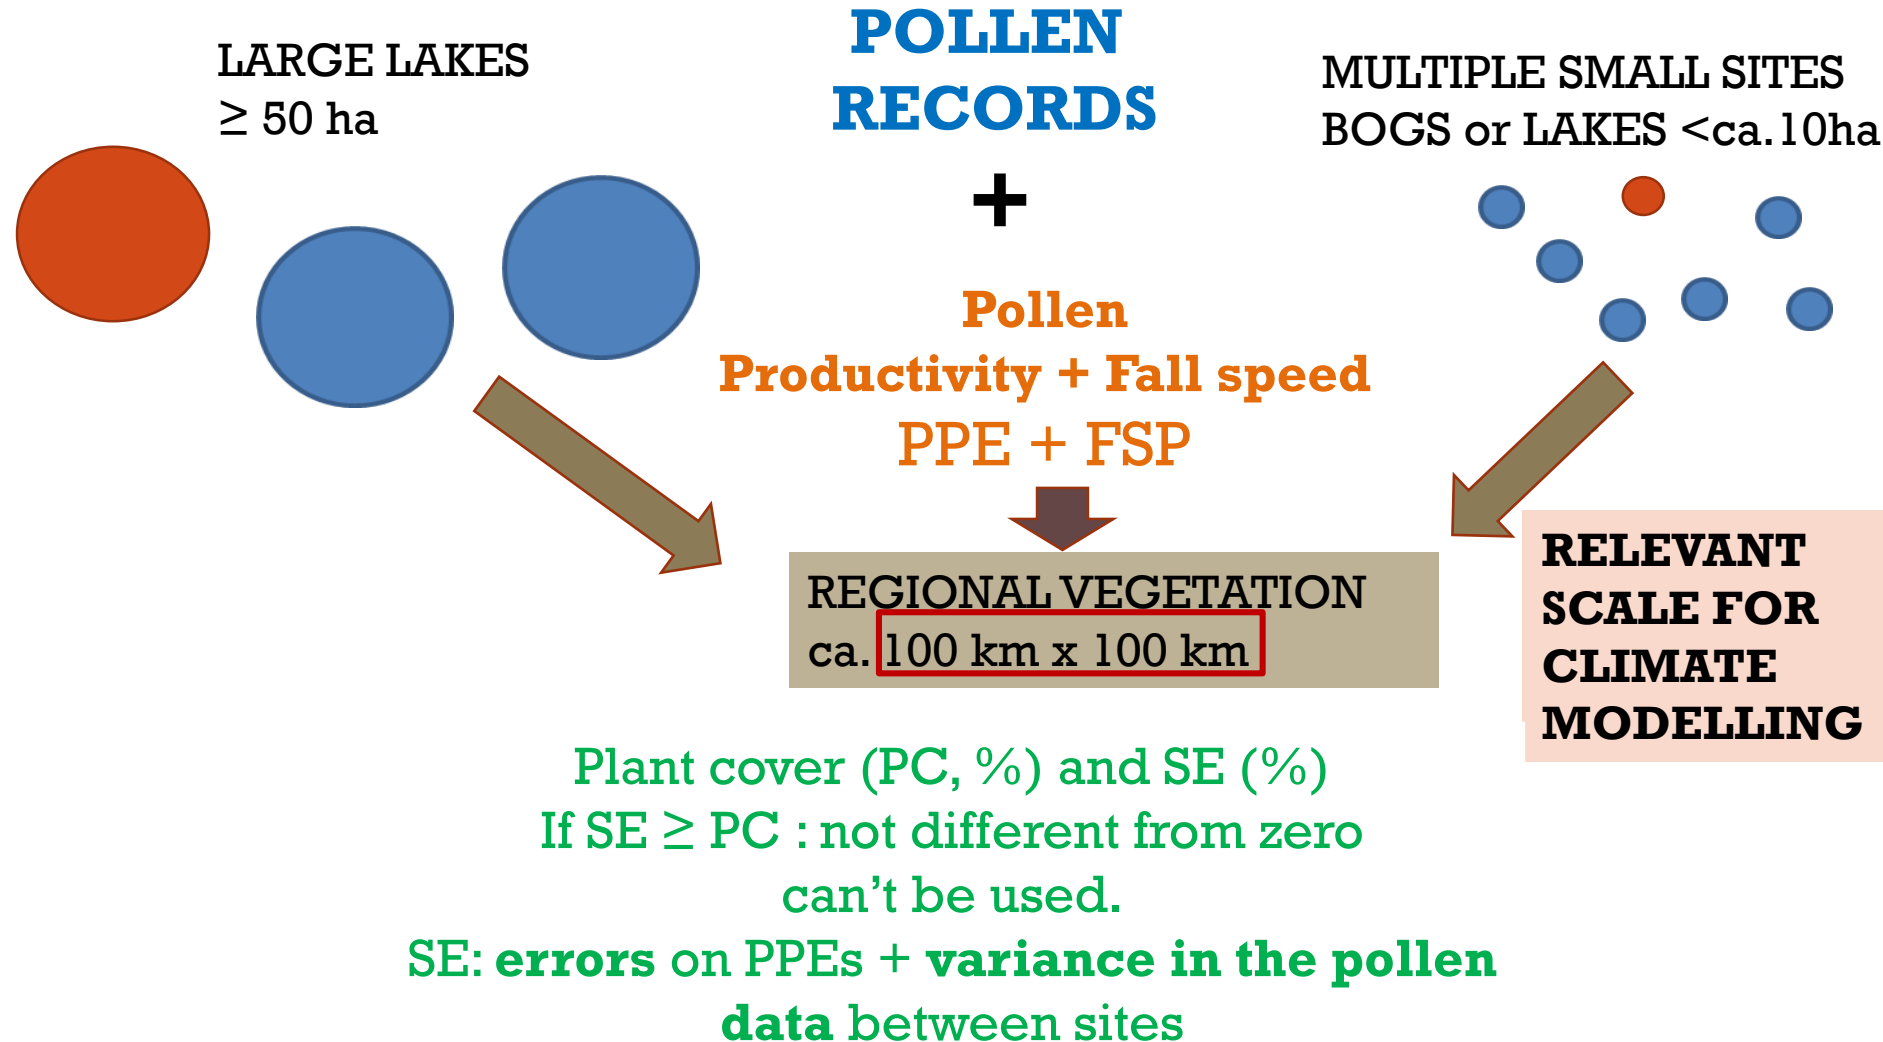 LARGE LAKES
≥ 50 ha
POLLEN
RECORDS
+
MULTIPLE SMALL SITES
BOGS or LAKES <ca.10ha
Pollen
Productivity + Fall speed
PPE + FSP
REGIONAL VEGETATION
ca. 100 km x 100 km
RELEVANT
SCALE FOR
CLIMATE
MODELLING
Plant cover (PC, %) and SE (%)
If SE ≥ PC : not different from zero
can’t be used.
SE: errors on PPEs + variance in the pollen
data between sites